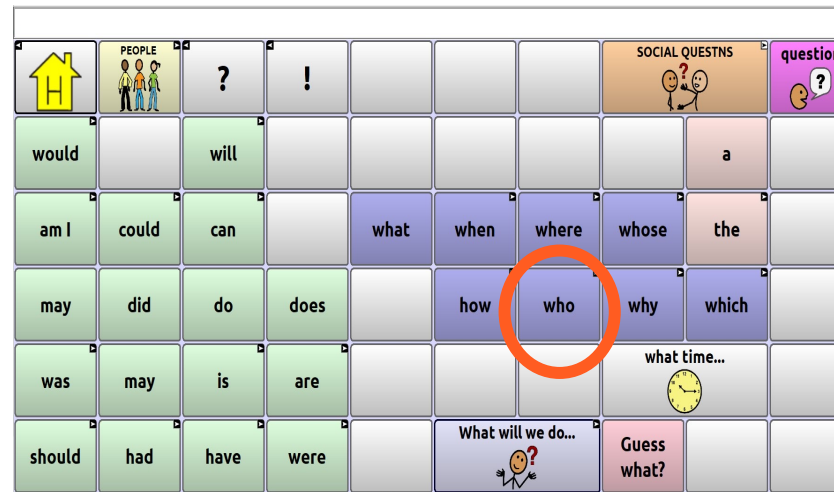 PEOPLE ? ! SOCIAL QUESTNS question
H ?
would will a
am I could can what when where whose the
may did do does how who why which
was may is are what time...
should had have were What will we do... Guess what?